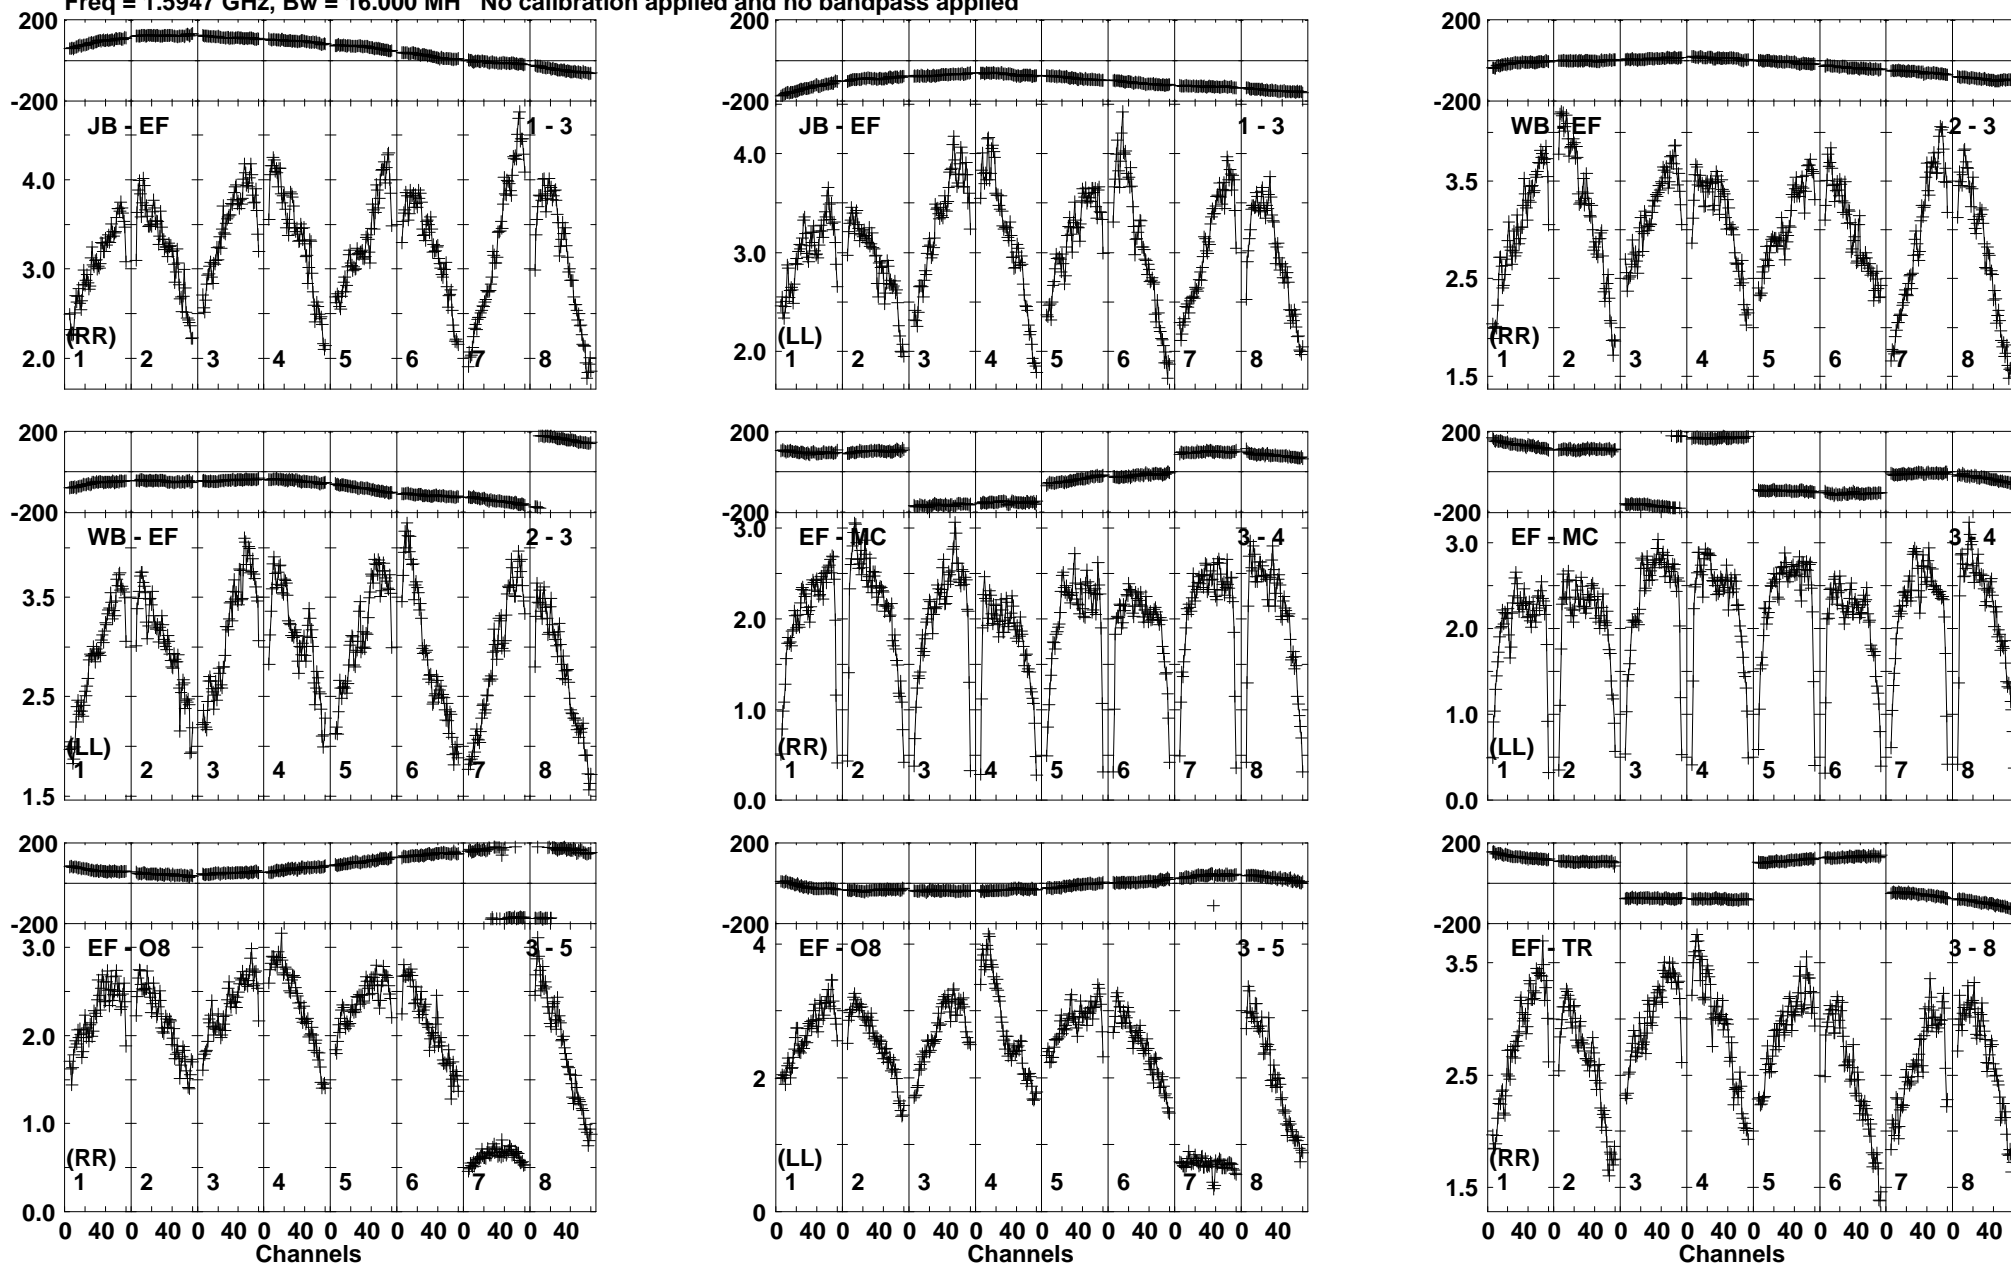 Freq = 1.5947 GHz, Bw = 16.000 MH No calibration applied and no bandpass applied
200 200 200
-200 -200 -200
JB - EF 1 - 3 JB - EF 1 - 3 WB - EF 2 - 3
4.0 4.0 3.5
3.0 3.0 2.5
(RR) (LL) (RR)
2.0 2.0 1.5
1 2 3 4 5 6 7 8 1 2 3 4 5 6 7 8 1 2 3 4 5 6 7 8
200 200 200
-200 -200 -200
WB - EF 2 - 3 EF - MC 3 - 4 EF - MC 3 - 4
3.5 3.0 3.0
2.5 2.0 2.0
1.5 1.0 1.0
0.0 0.0
(LL) (RR) (LL)
1 2 3 4 5 6 7 8 1 2 3 4 5 6 7 8 1 2 3 4 5 6 7 8
200 200 200
-200 -200 -200
EF - O8 3 - 5 EF - O8 3 - 5 EF - TR 3 - 8
3.0 4 3.5
2.0 2 2.5
1.0 1.5
(RR) (LL) (RR)
1 2 3 4 5 6 7 8 1 2 3 4 5 6 7 8 1 2 3 4 5 6 7 8
0.0 0
0 40 0 40 0 40 0 40 0 40 0 40 0 40 0 40 0 40 0 40 0 40 0 40 0 40 0 40 0 40 0 40 0 40 0 40 0 40 0 40 0 40 0 40 0 40 0 40
Channels Channels Channels